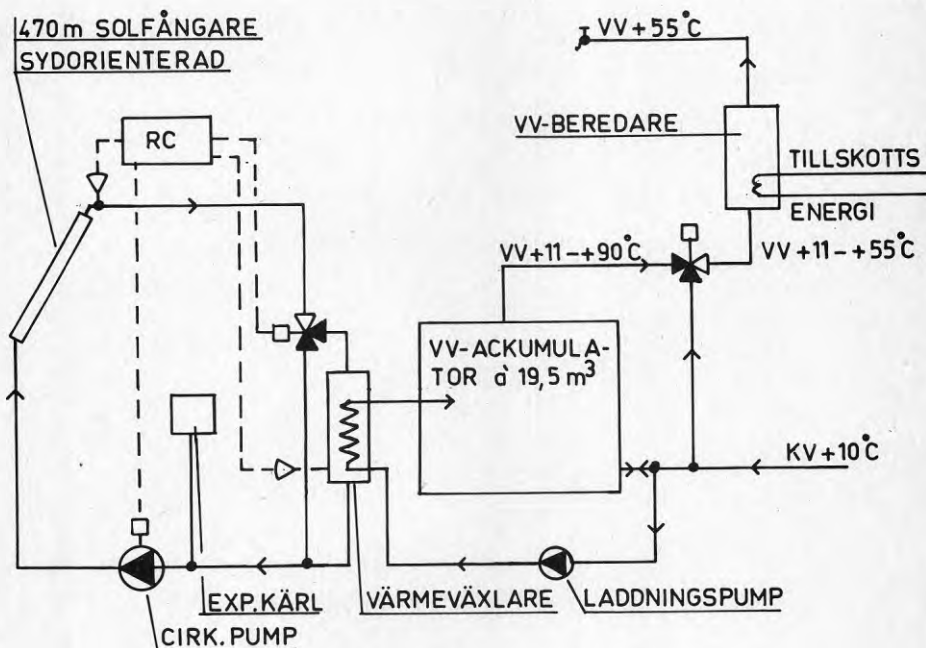 470m SOLFÅNGARE
SYDORIENTERAD
RC
VV+55°C
VV-BEREDARE
TILLSKOTTS
ENERGI
VV+11-+90°C
VV+11-+55°C
VV-ACKUMULA-
TOR à 19,5 m³
KV+10°C
EXP.KÄRL
VÄRMEVÄXLARE
LADDNINGSPUMP
CIRK.PUMP